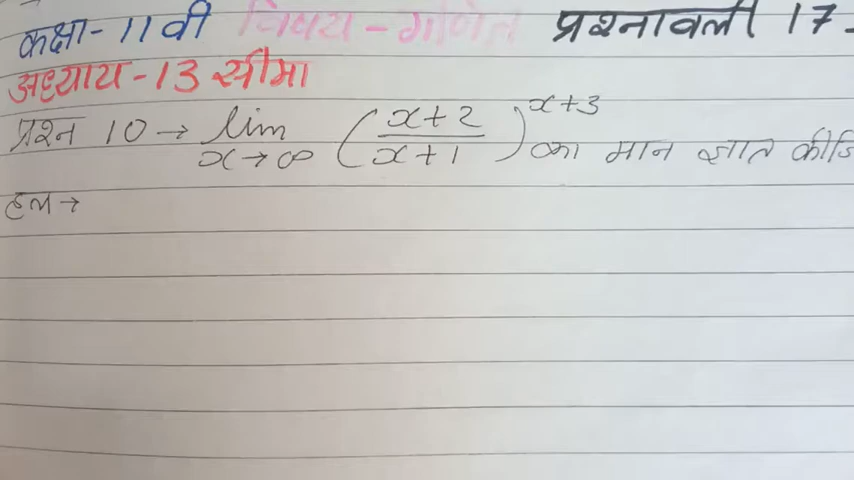 कक्षा-11वी विषय-गणित प्रश्नावली 17-
अध्याय-13 सीमा
प्रश्न 10→ lim x→∞ (x+2/x+1)^x+3 का मान ज्ञात कीजि
हल→